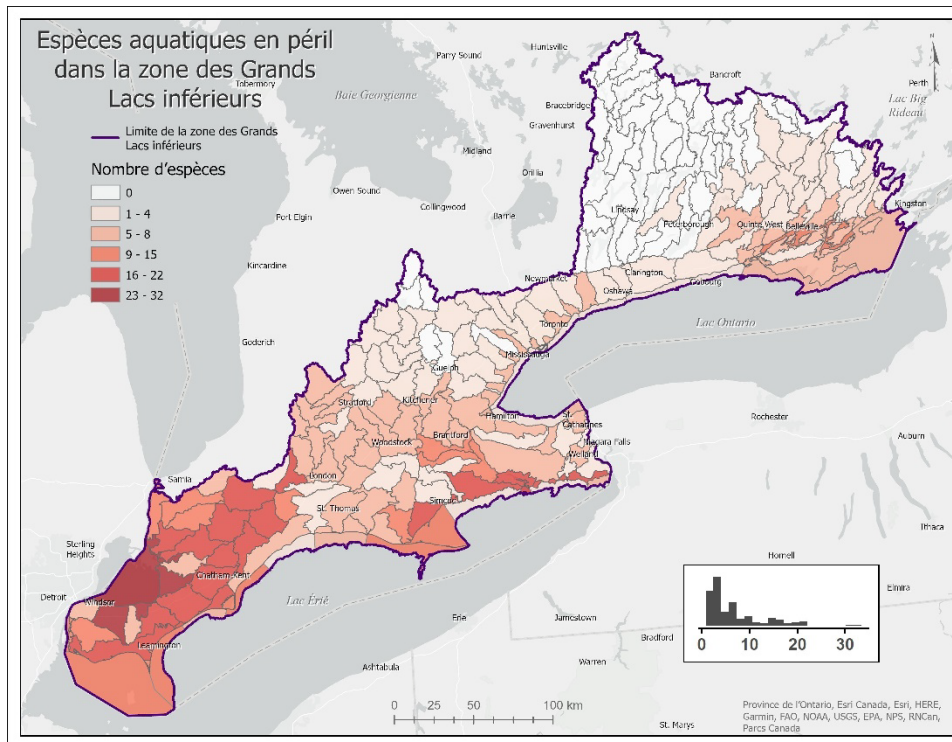 Espèces aquatiques en péril
dans la zone des Grands
Lacs inférieurs
Limite de la zone des Grands
Lacs inférieurs
Nombre d'espèces
0
1 - 4
5 - 8
9 - 15
16 - 22
23 - 32
Parry Sound
Huntsville
Tobermory
Baie Georgienne
Bracebridge
Gravenhurst
Bancroft
Perth
Lac Big
Rideau
N
Midland
Orillia
Owen Sound
Collingwood
Barrie
Port Elgin
Kincardine
Goderich
Lindsay
Peterborough
Quinte West
Belleville
Kingston
Newmarket
Clarington
Oshawa
Cobourg
Toronto
Mississauga
Lac Ontario
Guelph
Stratford
Kitchener
Hamilton
St.
Catharines
Rochester
Niagara Falls
Auburn
Woodstock
Brantford
Welland
London
Sarnia
St. Thomas
Simcoe
Ithaca
Sterling
Heights
Chatham-Kent
Hornell
Detroit
Windsor
Lac Érié
Elmira
Leamington
Erie
Jamestown
Bradford
Ashtabula
Warren
0
10
20
30
0
25
50
100 km
St. Marys
Province de l'Ontario, Esri Canada, Esri, HERE,
Garmin, FAO, NOAA, USGS, EPA, NPS, RNCan,
Parcs Canada